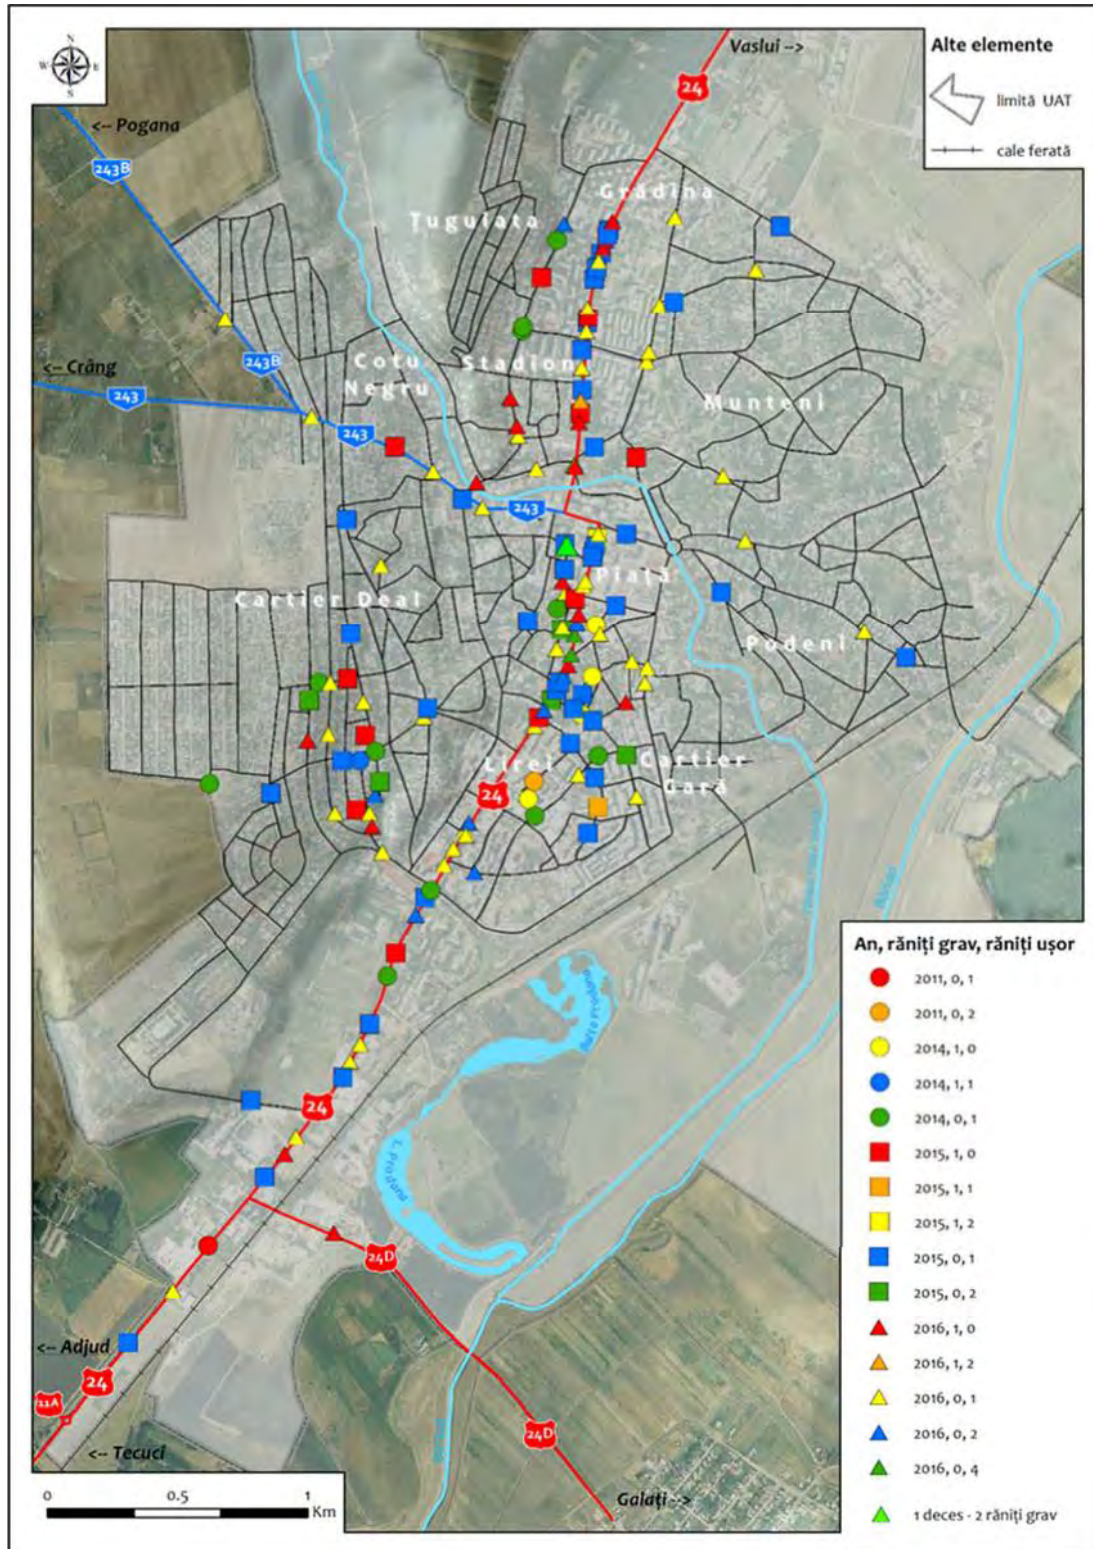 Vaslui -->
Alte elemente
limită UAT
cale ferată
N
W E
S
24
<-- Pogana
243B
Grădina
Țuguiata
<-- Crâng
243B
243
Cotu
Negru
Stadion
243
Munteni
243
Piață
Cartier Deal
Podeni
Lirei
Cartier
Gară
24
An, răniți grav, răniți ușor
2011, 0, 1
2011, 0, 2
2014, 1, 0
2014, 1, 1
2014, 0, 1
2015, 1, 0
2015, 1, 1
2015, 1, 2
2015, 0, 1
2015, 0, 2
2016, 1, 0
2016, 1, 2
2016, 0, 1
2016, 0, 2
2016, 0, 4
1 deces - 2 răniți grav
24
24D
<-- Adjud
24
11A
24D
<-- Tecuci
Galați -->
0 0.5 1
Km